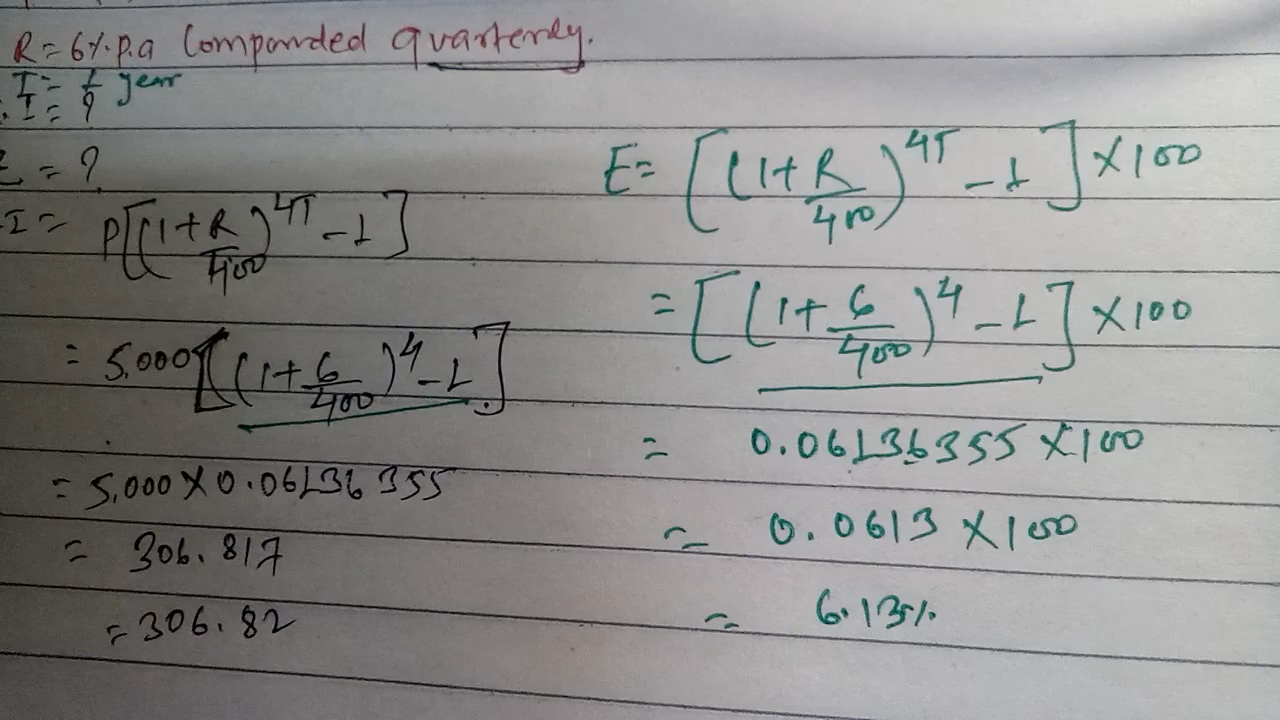 R = 6% p.a Componded quarterly.
I = 1 year
. I = ?
E = ?
.I = P[(1+R/400)^4T - 1]
= 5,000[(1+6/400)^4 - 1]
= 5,000 × 0.06136355
= 306.817
= 306.82
E = [(1+R/400)^4T - 1] × 100
= [(1+6/400)^4 - 1] × 100
= 0.06136355 × 100
= 0.0613 × 100
= 6.13%